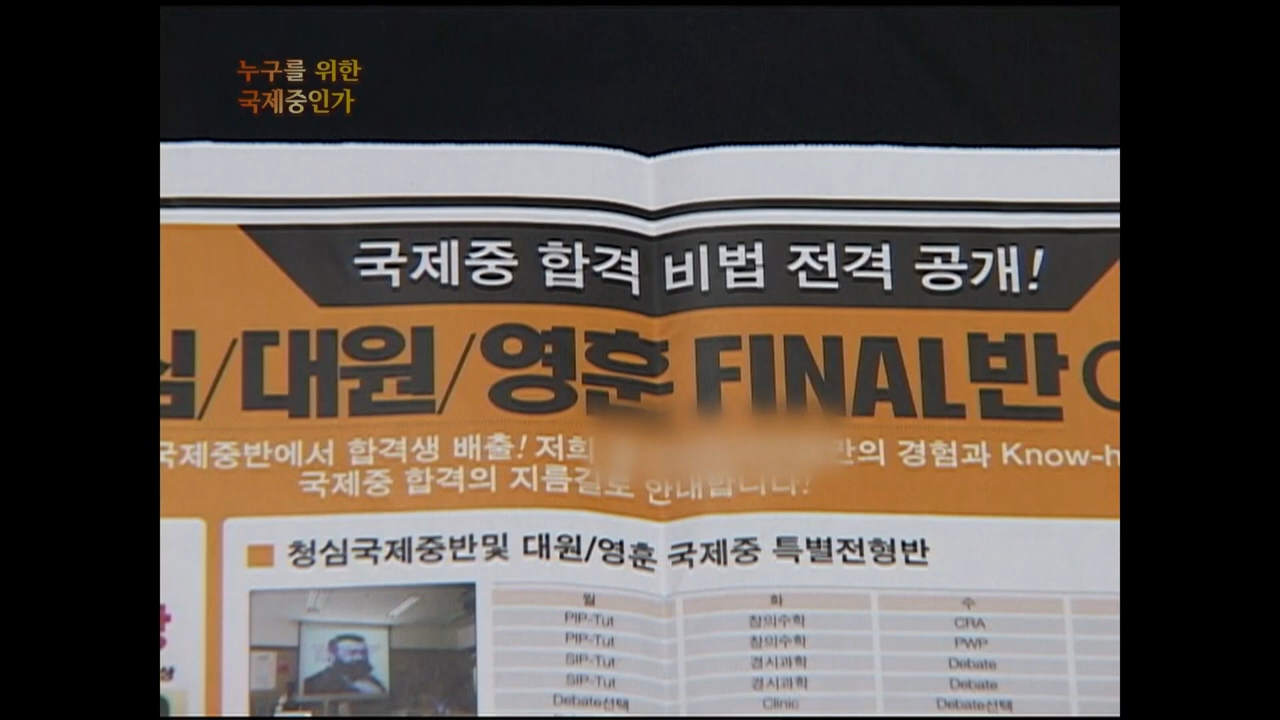 누구를 위한
국제중인가
국제중 합격 비법 전격 공개!
심/대원/영훈 FINAL반
국제중반에서 합격생 배출! 저희 만의 경험과 Know-h
국제중 합격의 지름길로 안내합니다!
청심국제중반및 대원/영훈 국제중 특별전형반
월 화 수
PIP-Tut 창의수학 CRA
PIP-Tut 창의수학 PWP
SIP-Tut 경시과학 Debate
SIP-Tut 경시과학 Debate
Debate선택 Clinic Debate선택